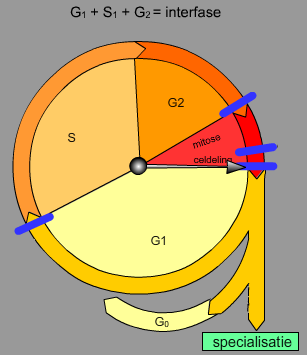 G₁ + S₁ + G₂ = interfase
G2
S
mitose
celdeling
G1
G₀
specialisatie